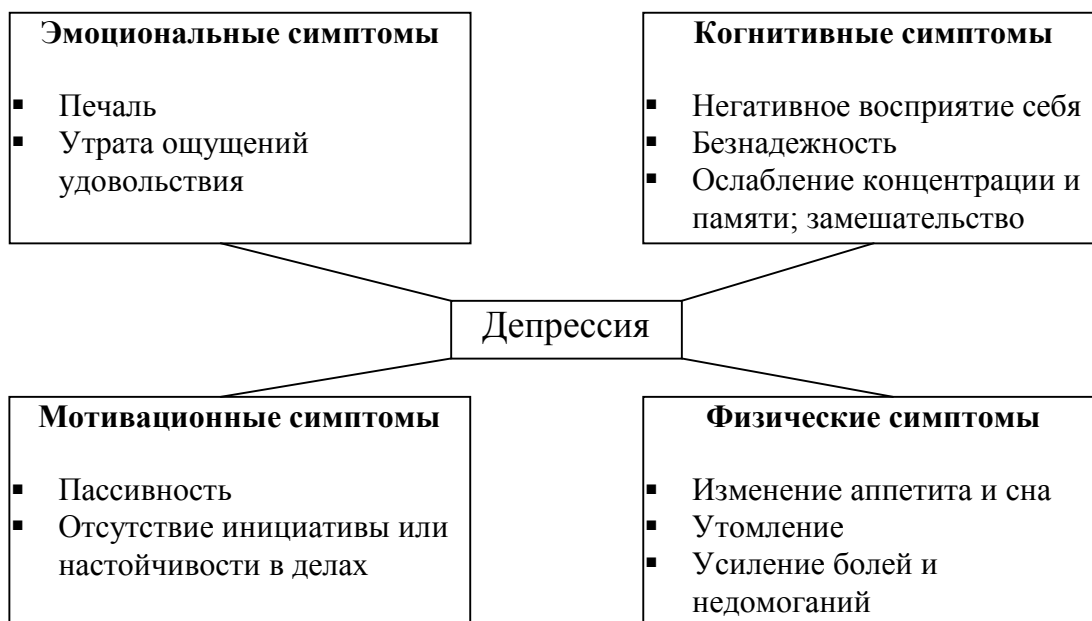 Эмоциональные симптомы
▪ Печаль
▪ Утрата ощущений
удовольствия
Когнитивные симптомы
▪ Негативное восприятие себя
▪ Безнадежность
▪ Ослабление концентрации и
памяти; замешательство
Депрессия
Мотивационные симптомы
▪ Пассивность
▪ Отсутствие инициативы или
настойчивости в делах
Физические симптомы
▪ Изменение аппетита и сна
▪ Утомление
▪ Усиление болей и
недомоганий